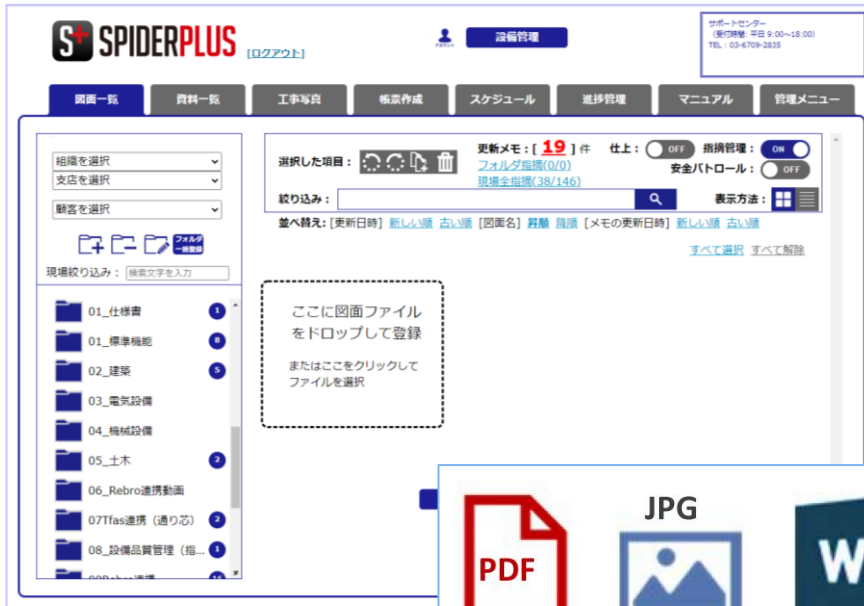 S+ SPIDERPLUS
[ログアウト]
アカウント
設備管理
サポートセンター
(受付時間: 平日 9:00～18:00)
TEL : 03-6709-2835
図面一覧 資料一覧 工事写真 帳票作成 スケジュール 進捗管理 マニュアル 管理メニュー
組織を選択
支店を選択
顧客を選択
フォルダ
一括登録
現場絞り込み : 検索文字を入力
01_仕様書 1
01_標準機能 8
02_建築 5
03_電気設備
04_機械設備
05_土木 2
06_Rebro連携動画
07Tfas連携（通り芯） 2
08_設備品質管理（指... 1
選択した項目 :
更新メモ : [ 19 ] 件 仕上 : OFF 指摘管理 : ON
フォルダ指摘(0/0) 安全パトロール : OFF
現場全指摘(38/146)
絞り込み : 表示方法 :
並べ替え: [更新日時] 新しい順 古い順 [図面名] 昇順 降順 [メモの更新日時] 新しい順 古い順
すべて選択 すべて解除
ここに図面ファイル
をドロップして登録
またはここをクリックして
ファイルを選択
PDF
JPG
W